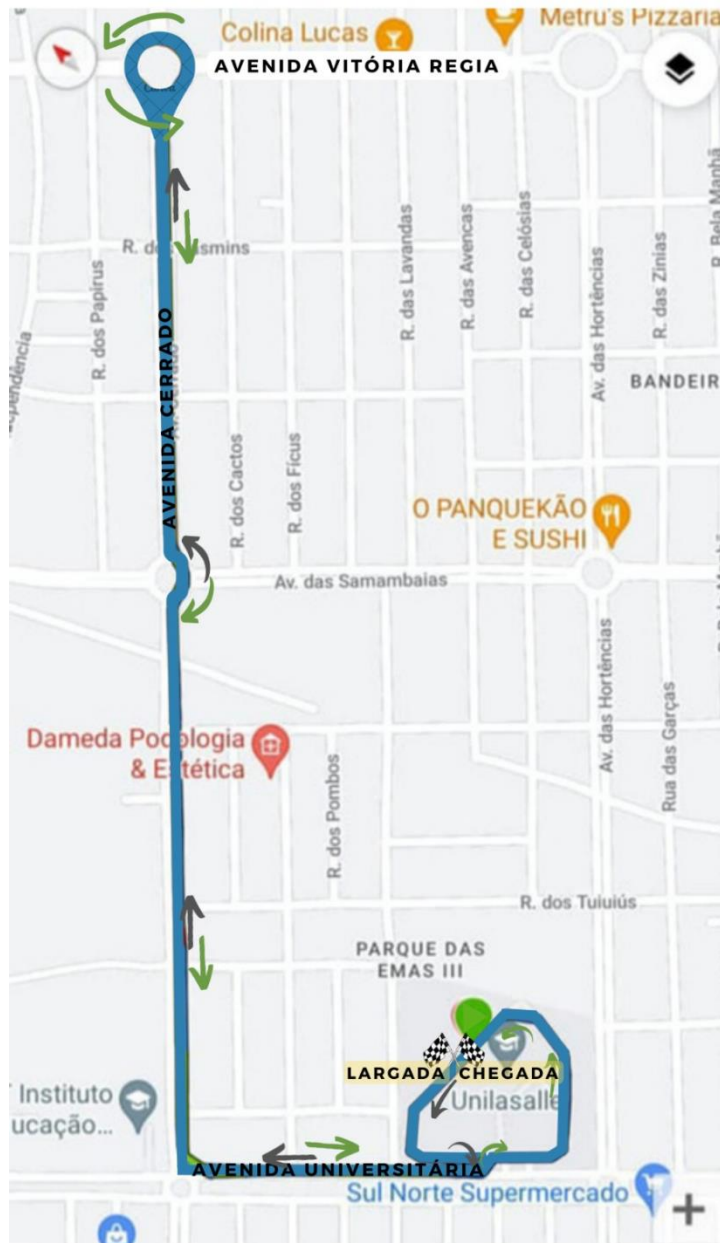 Colina Lucas
Metru's Pizzaria
AVENIDA VITÓRIA REGIA
R. dos Papirus
AVENIDA CERRADO
R. das Lavandas
R. das Avencas
R. das Celósias
Av. das Hortências
R. das Zinias
R. Bela Manhã
BANDEIR
R. dos Cactos
R. dos Ficus
O PANQUEKÃO
E SUSHI
Av. das Samambaias
Av. das Hortências
Rua das Garças
Dameda Podologia
& Estética
R. dos Pombos
R. dos Tuiuiús
PARQUE DAS
EMAS III
LARGADA CHEGADA
Unilasalle
Instituto
ucação...
AVENIDA UNIVERSITÁRIA
Sul Norte Supermercado